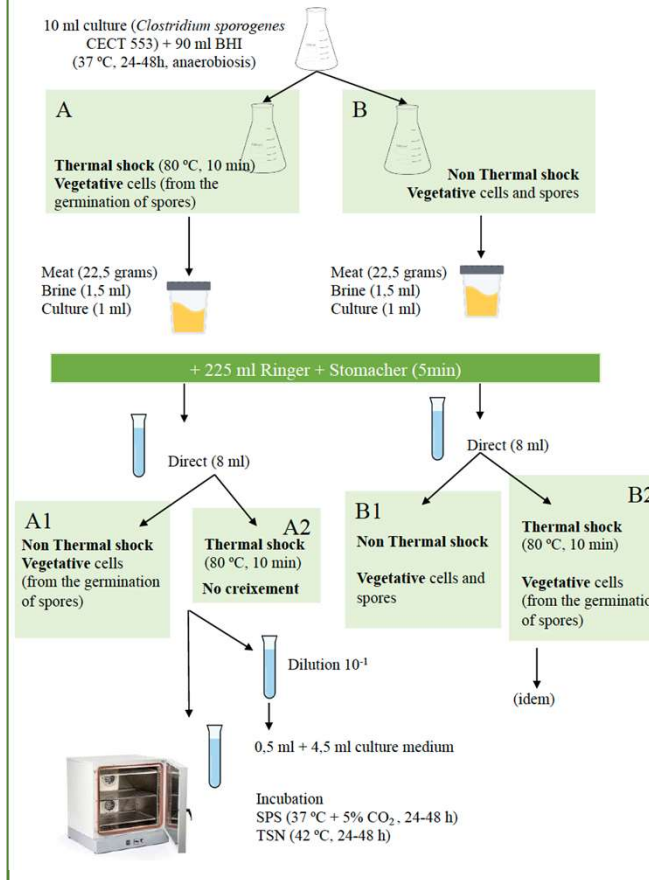 10 ml culture (Clostridium sporogenes
CECT 553) + 90 ml BHI
(37 ºC, 24-48h, anaerobiosis)
A
Thermal shock (80 ºC, 10 min)
Vegetative cells (from the
germination of spores)
B
Non Thermal shock
Vegetative cells and spores
Meat (22,5 grams)
Brine (1,5 ml)
Culture (1 ml)
Meat (22,5 grams)
Brine (1,5 ml)
Culture (1 ml)
+ 225 ml Ringer + Stomacher (5min)
Direct (8 ml)
Direct (8 ml)
A1
Non Thermal shock
Vegetative cells
(from the germination
of spores)
A2
Thermal shock
(80 ºC, 10 min)
No creixement
B1
Non Thermal shock
Vegetative cells and
spores
B2
Thermal shock
(80 ºC, 10 min)
Vegetative cells
(from the germinatio
of spores)
Dilution 10⁻¹
(idem)
0,5 ml + 4,5 ml culture medium
Incubation
SPS (37 ºC + 5% CO₂, 24-48 h)
TSN (42 ºC, 24-48 h)